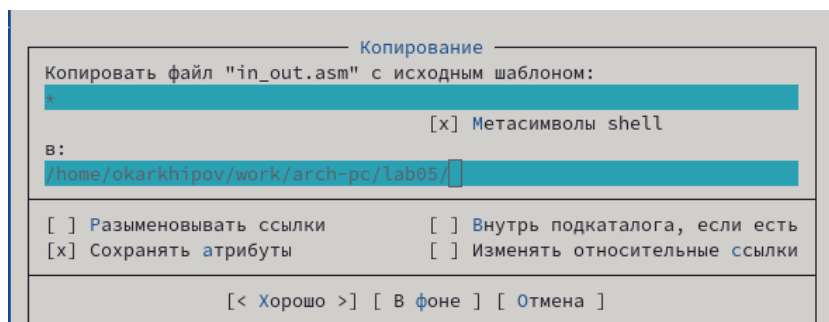 Копирование
Копировать файл "in_out.asm" с исходным шаблоном:
*
[x] Метасимволы shell
в:
/home/okarkhipov/work/arch-pc/lab05/
[ ] Разыменовывать ссылки [ ] Внутрь подкаталога, если есть
[x] Сохранять атрибуты [ ] Изменять относительные ссылки
[< Хорошо >] [ В фоне ] [ Отмена ]